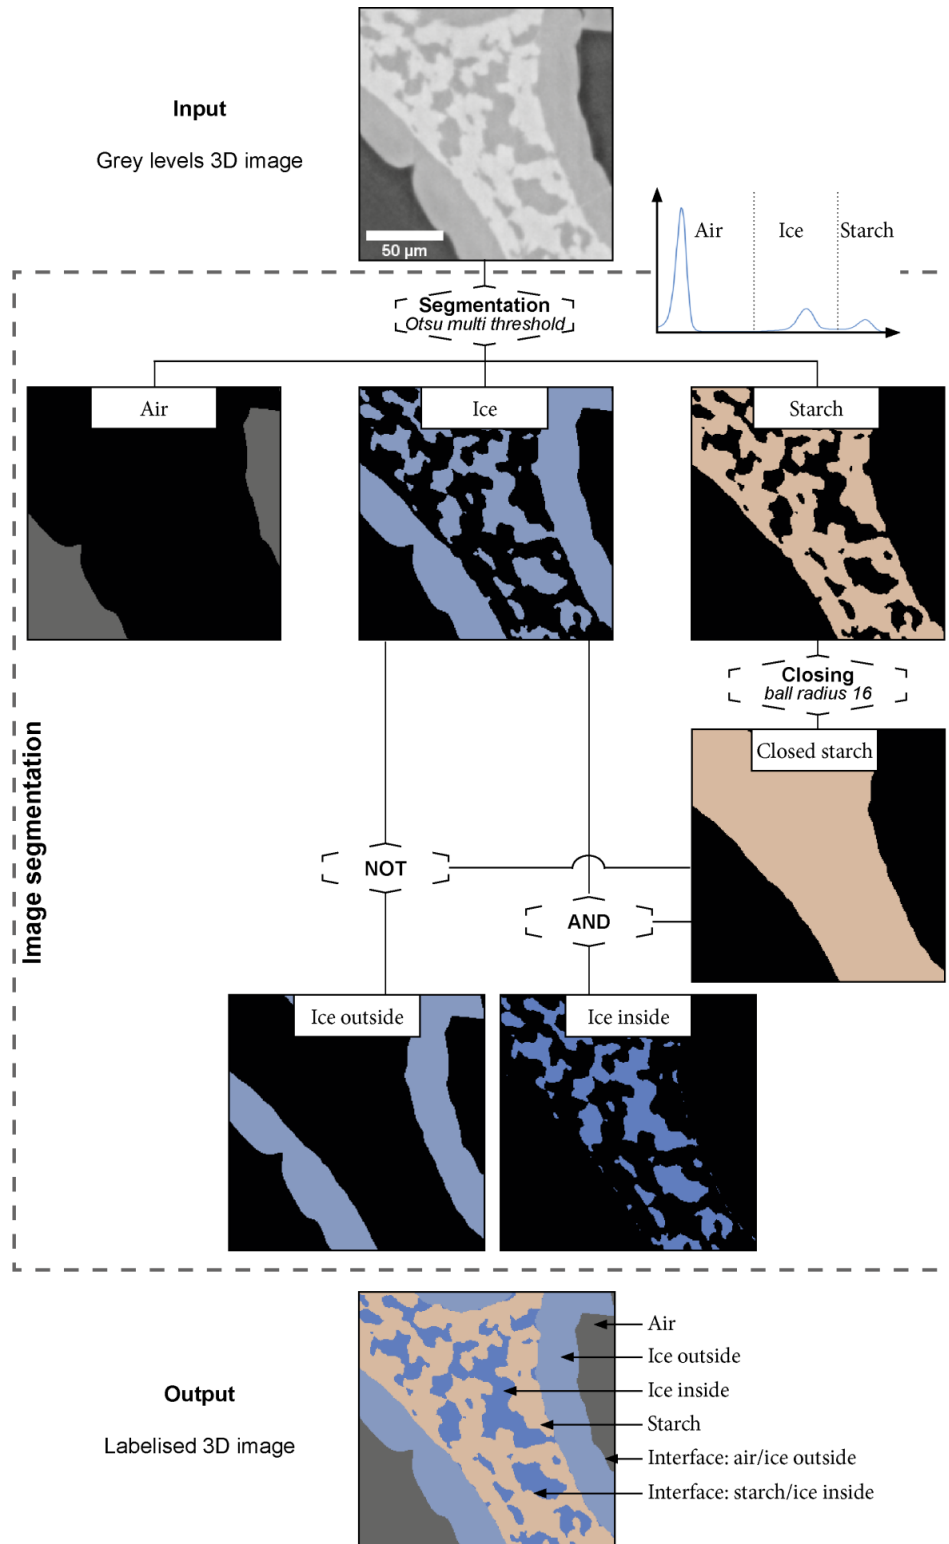 Input
Grey levels 3D image
50 µm
Air
Ice
Starch
Segmentation
Otsu multi threshold
Air
Ice
Starch
Closing
ball radius 16
Closed starch
Image segmentation
NOT
AND
Ice outside
Ice inside
Output
Labelised 3D image
Air
Ice outside
Ice inside
Starch
Interface: air/ice outside
Interface: starch/ice inside